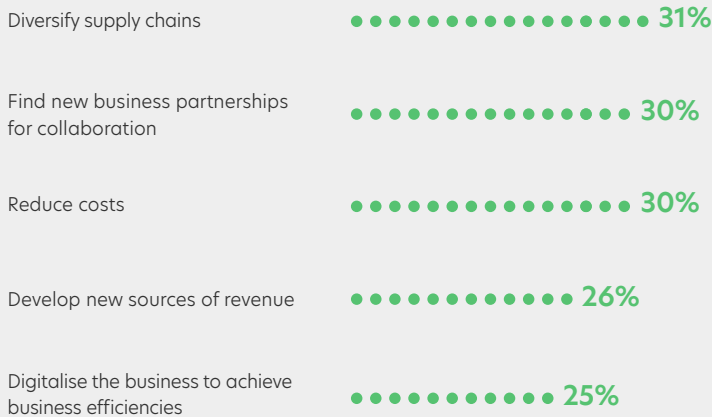 Diversify supply chains 31%
Find new business partnerships
for collaboration 30%
Reduce costs 30%
Develop new sources of revenue 26%
Digitalise the business to achieve
business efficiencies 25%